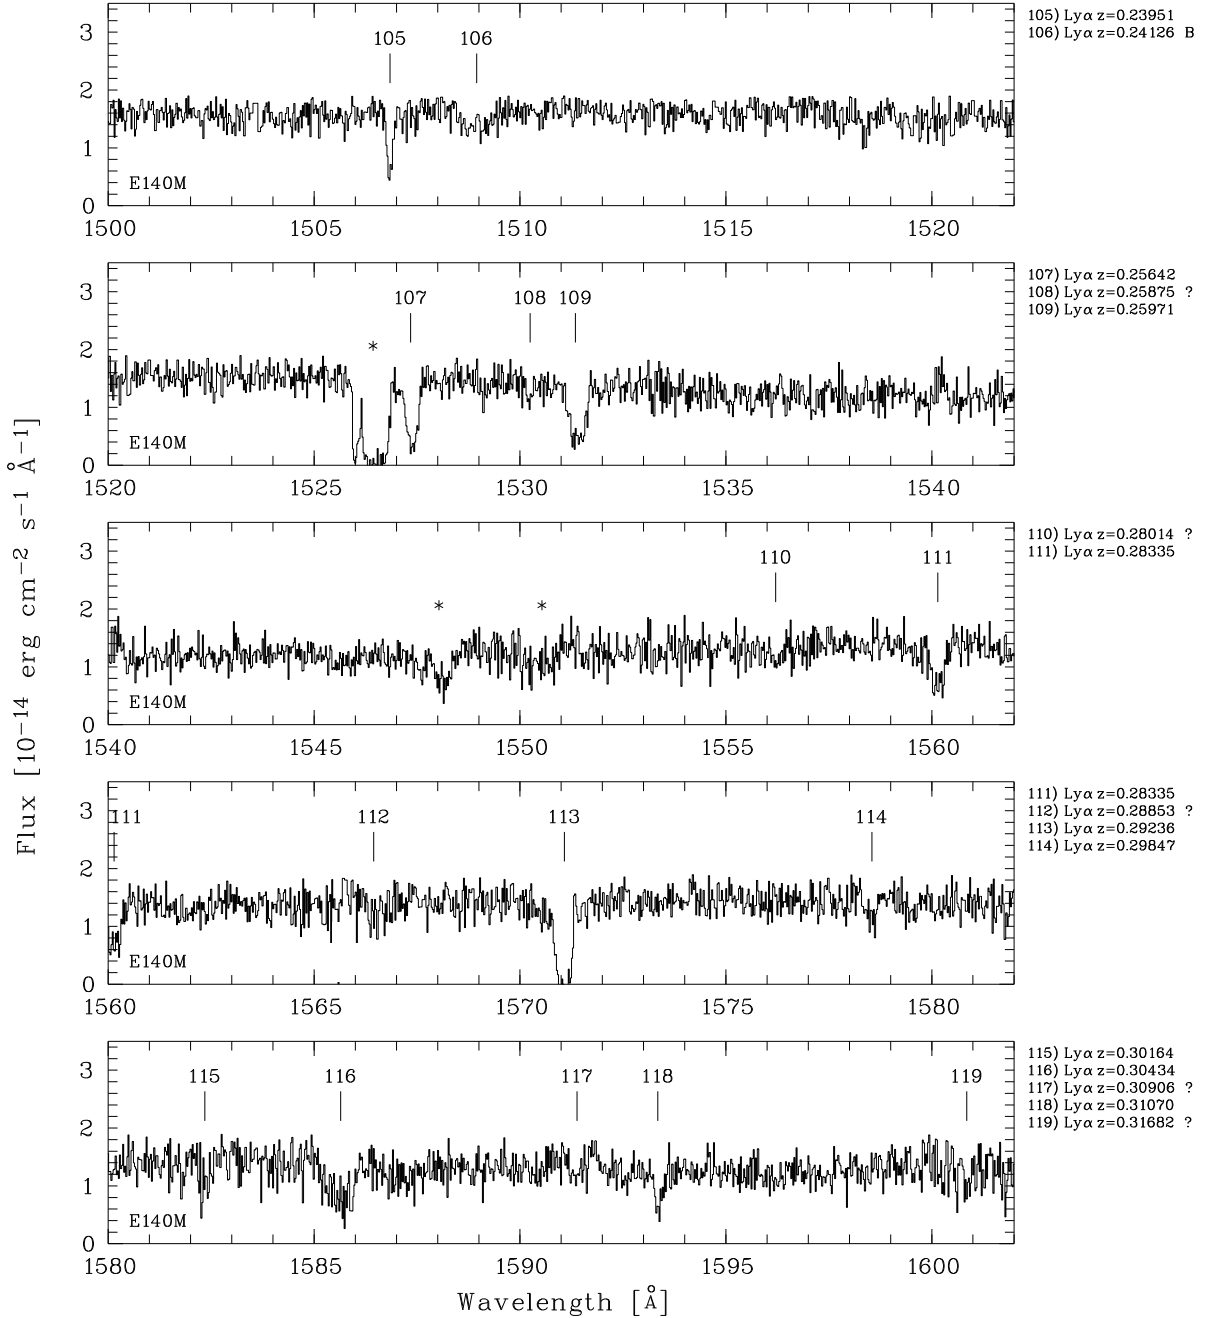 105) Lyα z=0.23951
106) Lyα z=0.24126 B
105 106
3
2
1
0
E140M
1500 1505 1510 1515 1520
107) Lyα z=0.25642
108) Lyα z=0.25875 ?
109) Lyα z=0.25971
107 108 109
*
3
2
1
0
E140M
1520 1525 1530 1535 1540
110) Lyα z=0.28014 ?
111) Lyα z=0.28335
110 111
* *
3
2
1
0
E140M
1540 1545 1550 1555 1560
111) Lyα z=0.28335
112) Lyα z=0.28853 ?
113) Lyα z=0.29236
114) Lyα z=0.29847
111 112 113 114
3
2
1
0
E140M
1560 1565 1570 1575 1580
115) Lyα z=0.30164
116) Lyα z=0.30434
117) Lyα z=0.30906 ?
118) Lyα z=0.31070
119) Lyα z=0.31682 ?
115 116 117 118 119
3
2
1
0
E140M
1580 1585 1590 1595 1600
Wavelength [Å]
Flux [10−14 erg cm−2 s−1 Å−1]